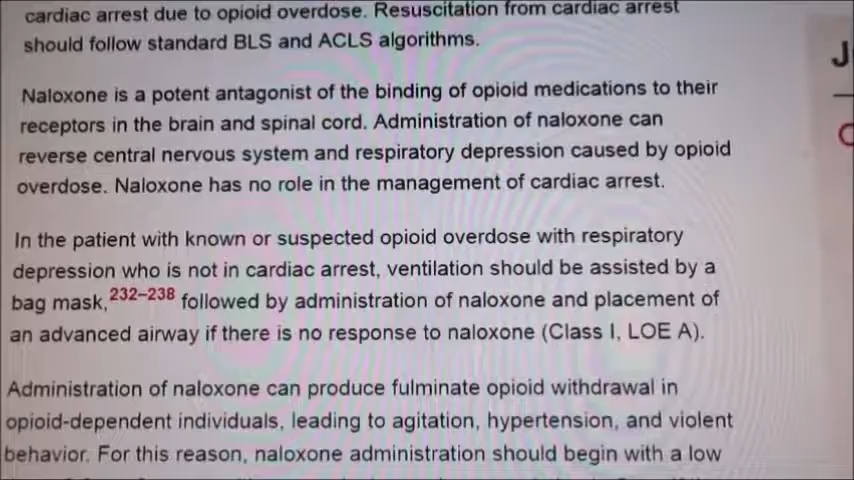 cardiac arrest due to opioid overdose. Resuscitation from cardiac arrest
should follow standard BLS and ACLS algorithms.
Naloxone is a potent antagonist of the binding of opioid medications to their
receptors in the brain and spinal cord. Administration of naloxone can
reverse central nervous system and respiratory depression caused by opioid
overdose. Naloxone has no role in the management of cardiac arrest.
In the patient with known or suspected opioid overdose with respiratory
depression who is not in cardiac arrest, ventilation should be assisted by a
bag mask,232–238 followed by administration of naloxone and placement of
an advanced airway if there is no response to naloxone (Class I, LOE A).
Administration of naloxone can produce fulminate opioid withdrawal in
opioid-dependent individuals, leading to agitation, hypertension, and violent
behavior. For this reason, naloxone administration should begin with a low
J